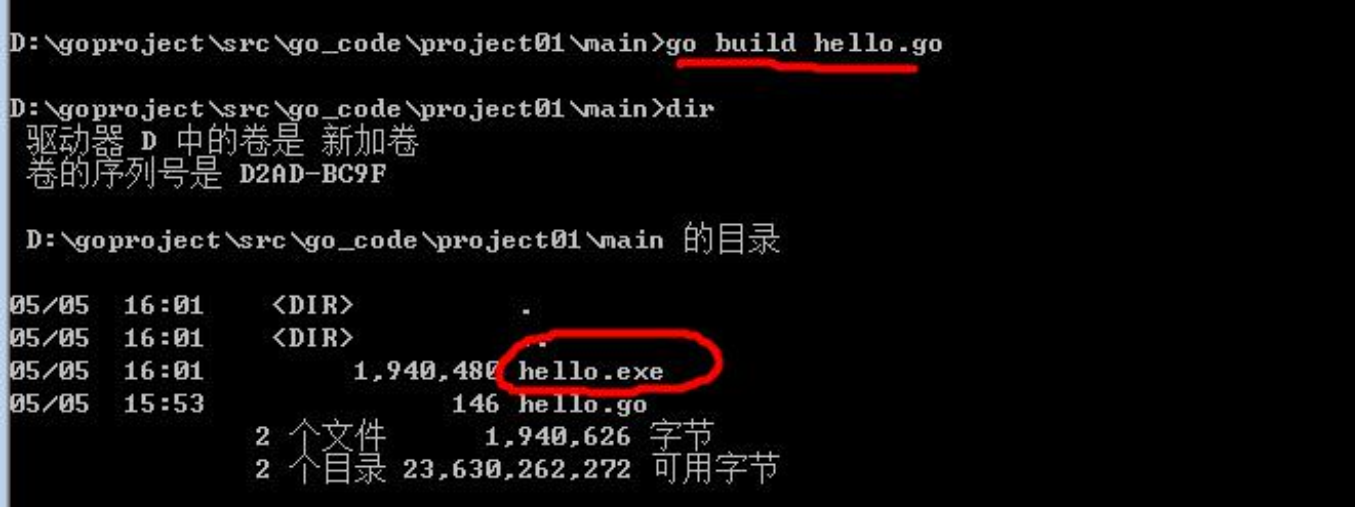 D:\goproject\src\go_code\project01\main>go build hello.go
D:\goproject\src\go_code\project01\main>dir
驱动器 D 中的卷是 新加卷
卷的序列号是 D2AD-BC9F
D:\goproject\src\go_code\project01\main 的目录
05/05 16:01 <DIR> .
05/05 16:01 <DIR> ..
05/05 16:01 1,940,480 hello.exe
05/05 15:53 146 hello.go
2 个文件 1,940,626 字节
2 个目录 23,630,262,272 可用字节